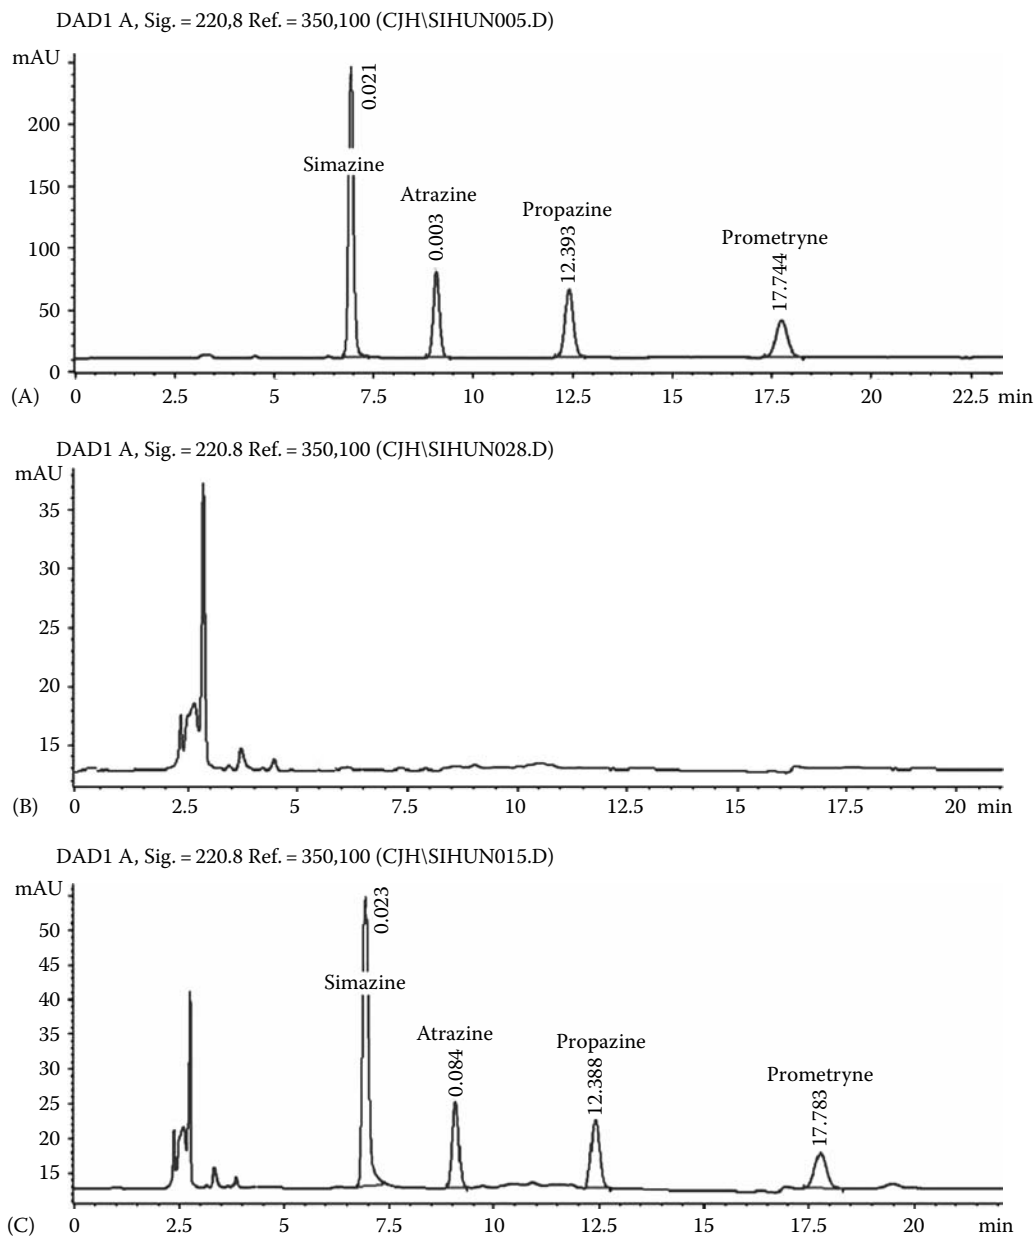 DAD1 A, Sig. = 220,8 Ref. = 350,100 (CJH\SIHUN005.D)
mAU
200
150
100
50
0
Simazine
0.021
Atrazine
0.003
Propazine
12.393
Prometryne
17.744
(A)
0 2.5 5 7.5 10 12.5 15 17.5 20 22.5 min
DAD1 A, Sig. = 220.8 Ref. = 350,100 (CJH\SIHUN028.D)
mAU
35
30
25
20
15
(B)
0 2.5 5 7.5 10 12.5 15 17.5 20 min
DAD1 A, Sig. = 220.8 Ref. = 350,100 (CJH\SIHUN015.D)
mAU
50
45
40
35
30
25
20
15
Simazine
0.023
Atrazine
0.084
Propazine
12.388
Prometryne
17.783
(C)
0 2.5 5 7.5 10 12.5 15 17.5 20 min